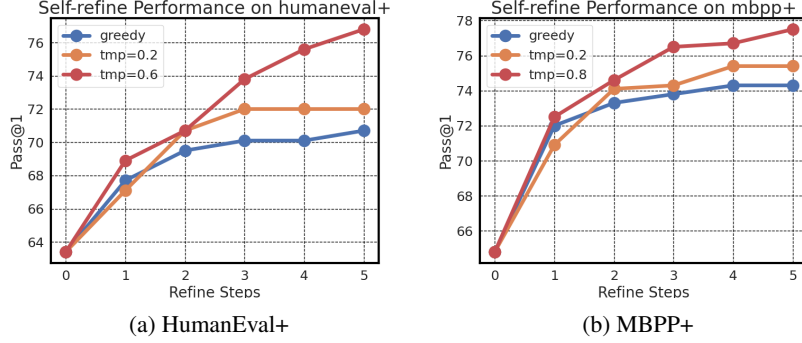 Self-refine Performance on humaneval+
greedy
tmp=0.2
tmp=0.6
Pass@1
76
74
72
70
68
66
64
0 1 2 3 4 5
Refine Steps
(a) HumanEval+
Self-refine Performance on mbpp+
greedy
tmp=0.2
tmp=0.8
Pass@1
78
76
74
72
70
68
66
0 1 2 3 4 5
Refine Steps
(b) MBPP+